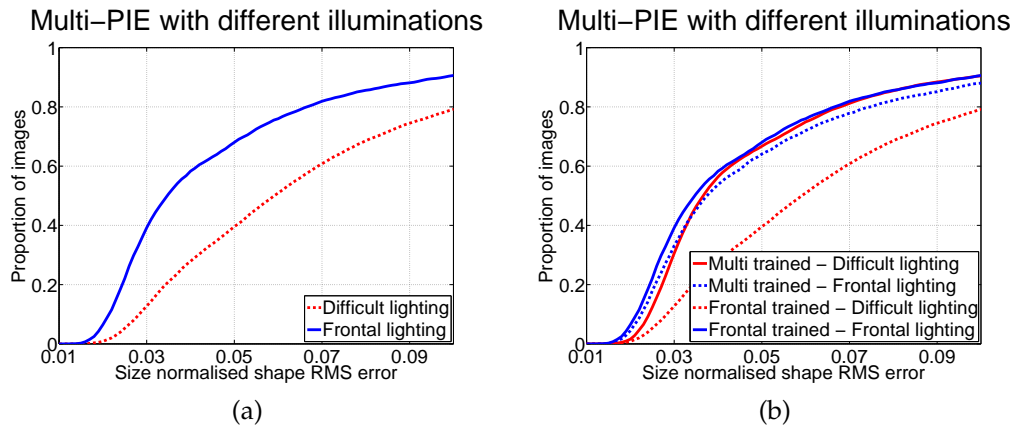 Multi−PIE with different illuminations
1
0.8
0.6
0.4
0.2
0
0.01
0.03
0.05
0.07
0.09
Proportion of images
Size normalised shape RMS error
Difficult lighting
Frontal lighting
(a)
Multi−PIE with different illuminations
1
0.8
0.6
0.4
0.2
0
0.01
0.03
0.05
0.07
0.09
Proportion of images
Size normalised shape RMS error
Multi trained − Difficult lighting
Multi trained − Frontal lighting
Frontal trained − Difficult lighting
Frontal trained − Frontal lighting
(b)